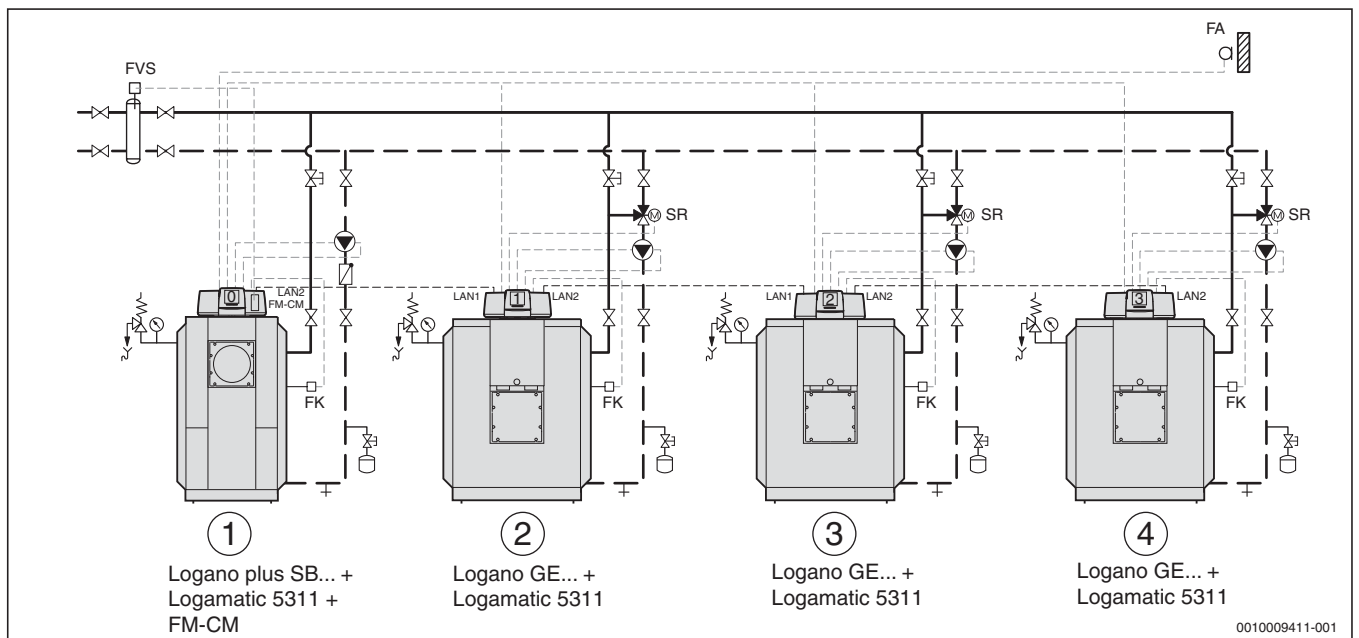 FA
FVS
SR
SR
SR
0
LAN2
FM-CM
LAN1
1
LAN2
LAN1
2
LAN2
3
LAN2
FK
FK
FK
FK
M
M
M
1
2
3
4
Logano plus SB... +
Logamatic 5311 +
FM-CM
Logano GE... +
Logamatic 5311
Logano GE... +
Logamatic 5311
Logano GE... +
Logamatic 5311
0010009411-001